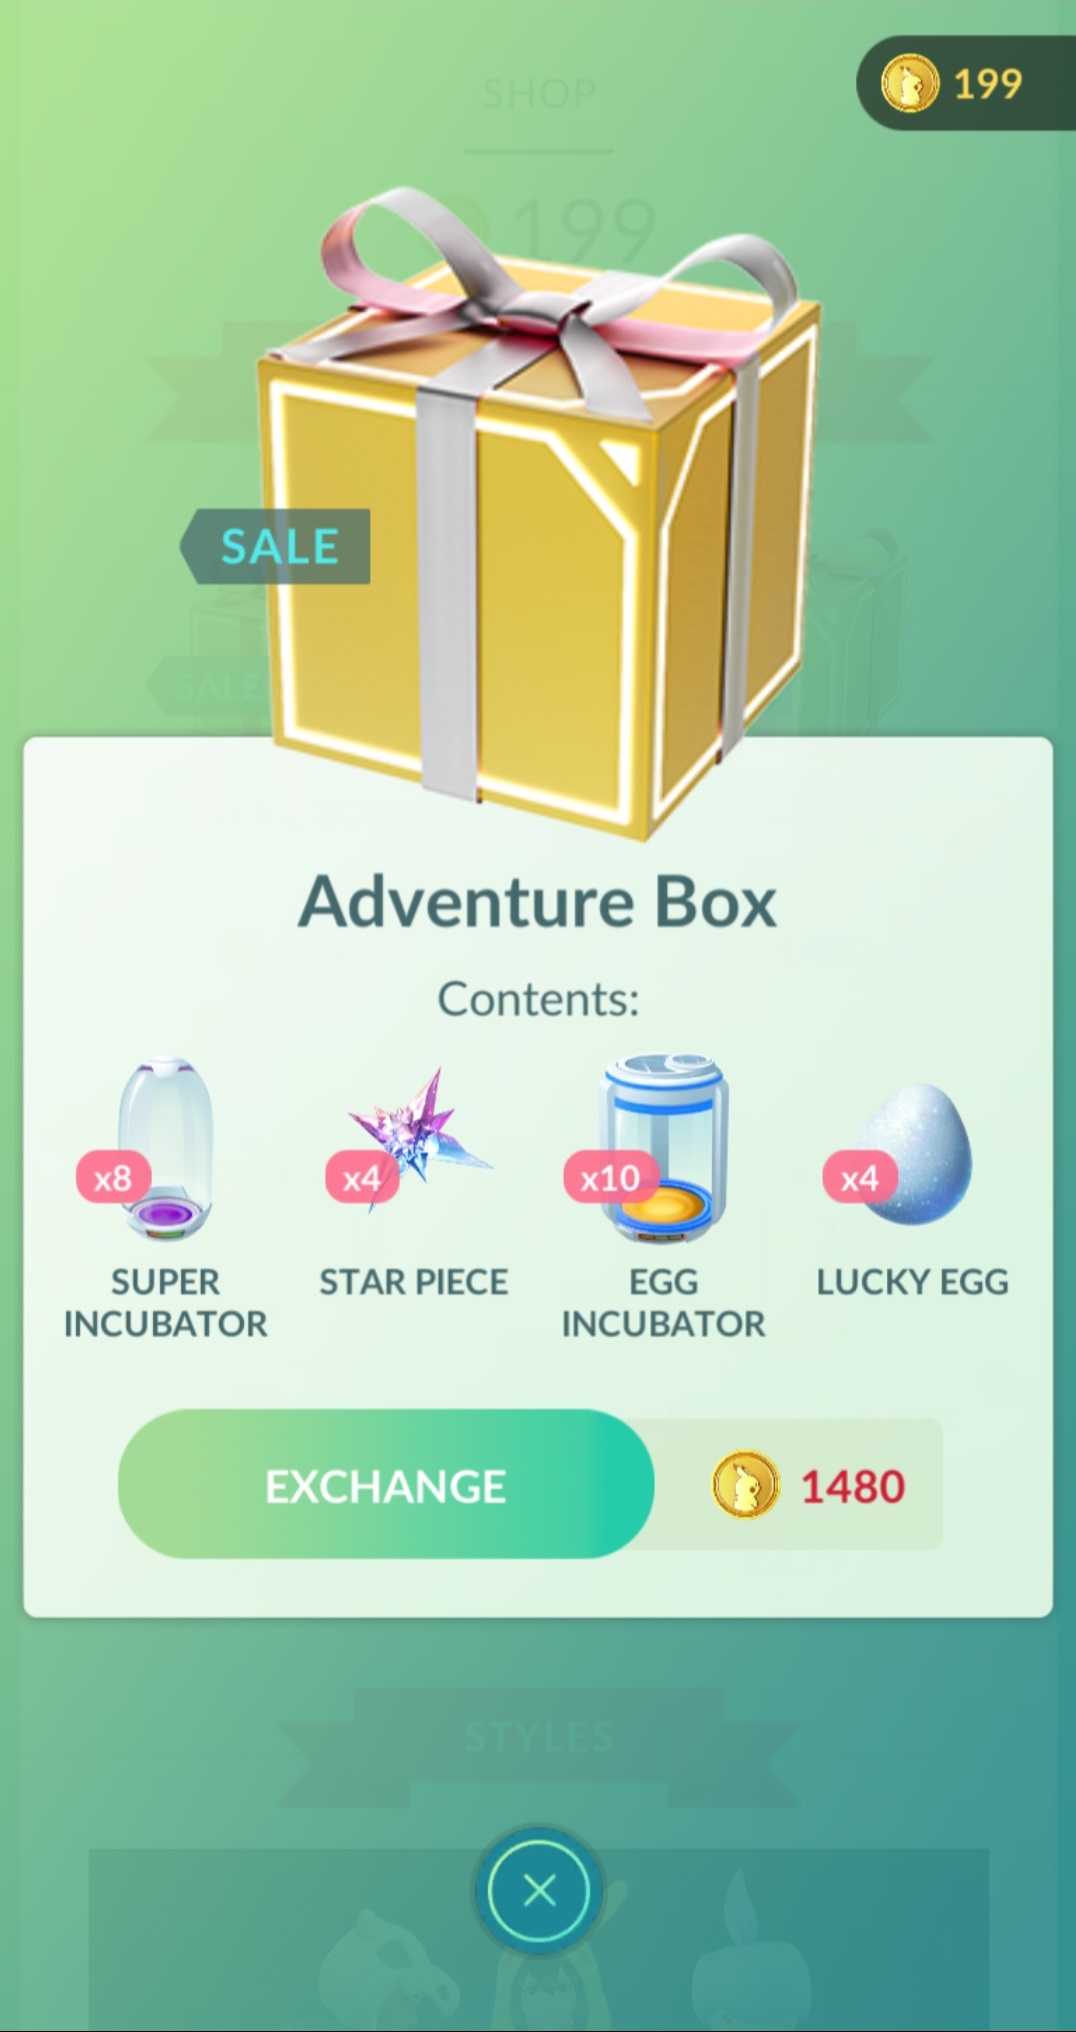 SHOP
199
199
SALE
SALE
Adventure Box
Contents:
x8
x4
x10
x4
SUPER
INCUBATOR
STAR PIECE
EGG
INCUBATOR
LUCKY EGG
EXCHANGE
1480
STYLES